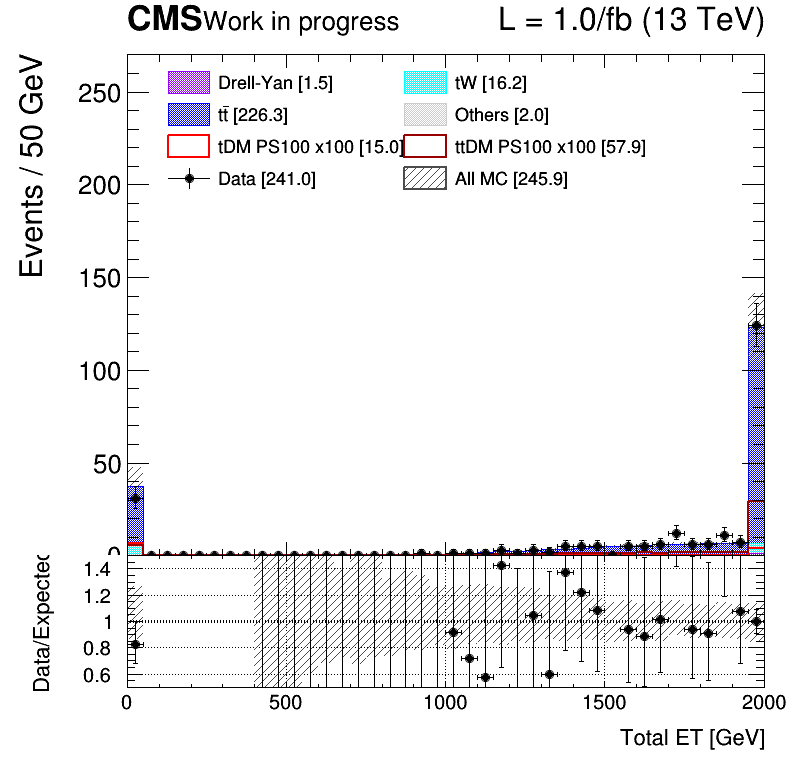 CMS Work in progress L = 1.0/fb (13 TeV)
Events / 50 GeV
250
200
150
100
50
0
Drell-Yan [1.5] tW [16.2]
tt̄ [226.3] Others [2.0]
tDM PS100 x100 [15.0] ttDM PS100 x100 [57.9]
Data [241.0] All MC [245.9]
Data/Expected
1.4
1.2
1
0.8
0.6
0 500 1000 1500 2000
Total ET [GeV]